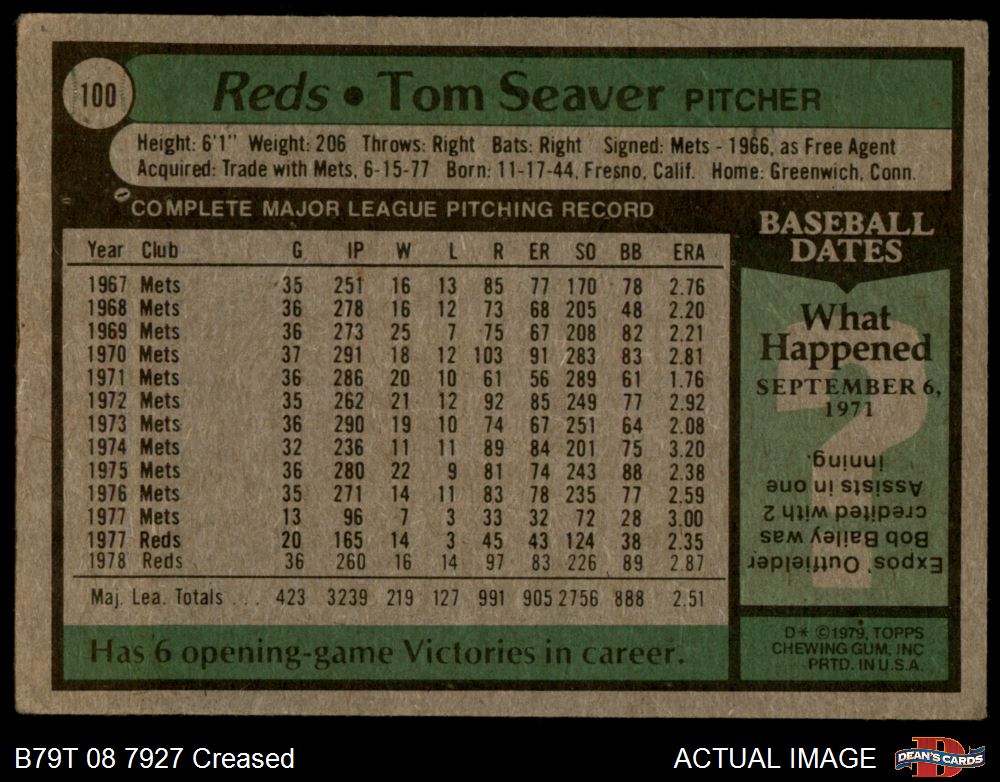 100
Reds • Tom Seaver PITCHER
Height: 6'1" Weight: 206 Throws: Right Bats: Right Signed: Mets - 1966, as Free Agent
Acquired: Trade with Mets, 6-15-77 Born: 11-17-44, Fresno, Calif. Home: Greenwich, Conn.
COMPLETE MAJOR LEAGUE PITCHING RECORD
Year Club G IP W L R ER SO BB ERA
1967 Mets 35 251 16 13 85 77 170 78 2.76
1968 Mets 36 278 16 12 73 68 205 48 2.20
1969 Mets 36 273 25 7 75 67 208 82 2.21
1970 Mets 37 291 18 12 103 91 283 83 2.81
1971 Mets 36 286 20 10 61 56 289 61 1.76
1972 Mets 35 262 21 12 92 85 249 77 2.92
1973 Mets 36 290 19 10 74 67 251 64 2.08
1974 Mets 32 236 11 11 89 84 201 75 3.20
1975 Mets 36 280 22 9 81 74 243 88 2.38
1976 Mets 35 271 14 11 83 78 235 77 2.59
1977 Mets 13 96 7 3 33 32 72 28 3.00
1977 Reds 20 165 14 3 45 43 124 38 2.35
1978 Reds 36 260 16 14 97 83 226 89 2.87
Maj. Lea. Totals ... 423 3239 219 127 991 905 2756 888 2.51
Has 6 opening-game Victories in career.
BASEBALL
DATES
What
Happened
SEPTEMBER 6,
1971
?
Expos' Outfielder
Bob Bailey was
credited with 2
Assists in one
inning.
D* ©1979, TOPPS
CHEWING GUM, INC
PRTD. IN U.S.A.
B79T 08 7927 Creased
ACTUAL IMAGE
D
DEAN'S CARDS